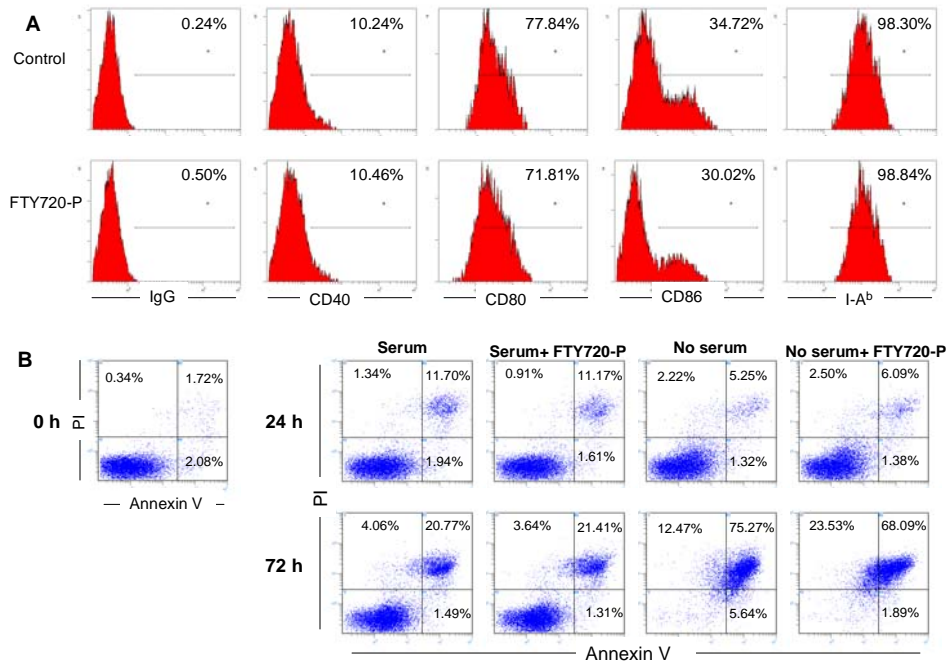 A
Control
0.24%
10.24%
77.84%
34.72%
98.30%
FTY720-P
0.50%
10.46%
71.81%
30.02%
98.84%
IgG
CD40
CD80
CD86
I-Aᵇ
B
Serum
Serum+ FTY720-P
No serum
No serum+ FTY720-P
0 h
PI
0.34%
1.72%
2.08%
Annexin V
24 h
1.34%
11.70%
1.94%
0.91%
11.17%
1.61%
2.22%
5.25%
1.32%
2.50%
6.09%
1.38%
PI
72 h
4.06%
20.77%
1.49%
3.64%
21.41%
1.31%
12.47%
75.27%
5.64%
23.53%
68.09%
1.89%
Annexin V